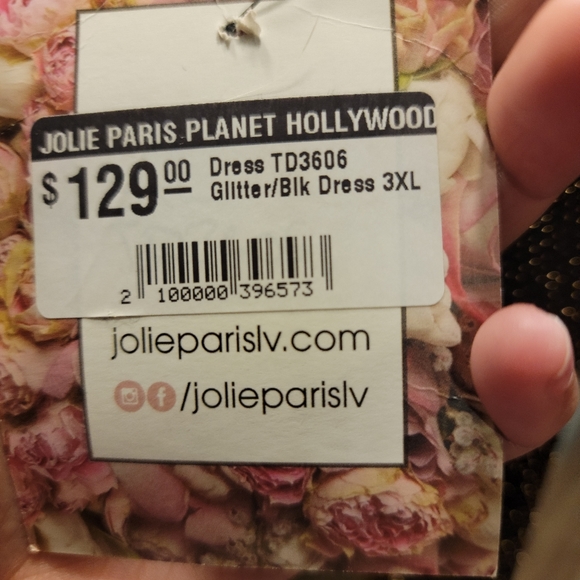 JOLIE PARIS PLANET HOLLYWOOD
$129.00 Dress TD3606
Glitter/Blk Dress 3XL
2 100000 396573
jolieparislv.com
/jolieparislv